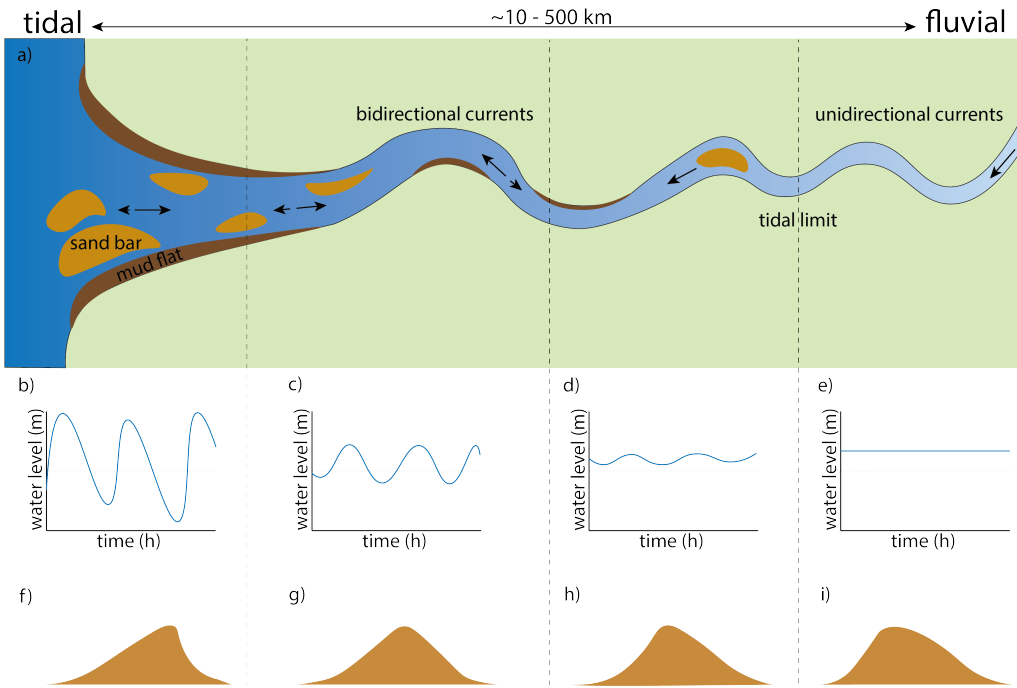 tidal
~10 - 500 km
fluvial
a)
bidirectional currents
unidirectional currents
tidal limit
sand bar
mud flat
b)
c)
d)
e)
water level (m)
time (h)
water level (m)
time (h)
water level (m)
time (h)
water level (m)
time (h)
f)
g)
h)
i)